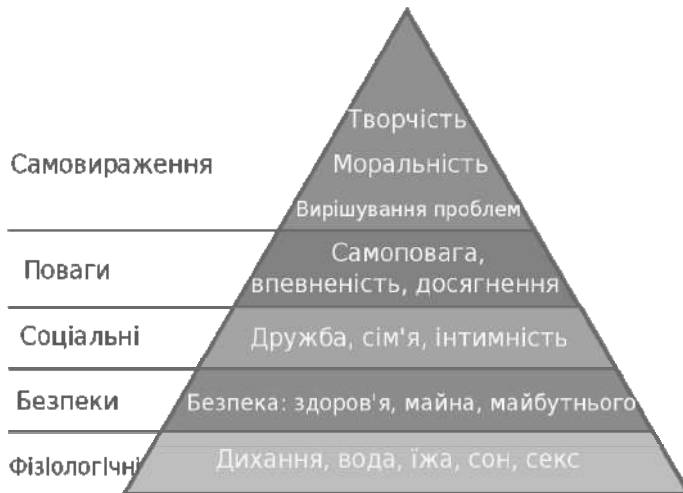 Творчість
Самовираження
Моральність
Вирішування проблем
Поваги
Самоповага,
впевненість, досягнення
Соціальні
Дружба, сім'я, інтимність
Безпеки
Безпека: здоров'я, майна, майбутнього
Фізіологічні
Дихання, вода, їжа, сон, секс